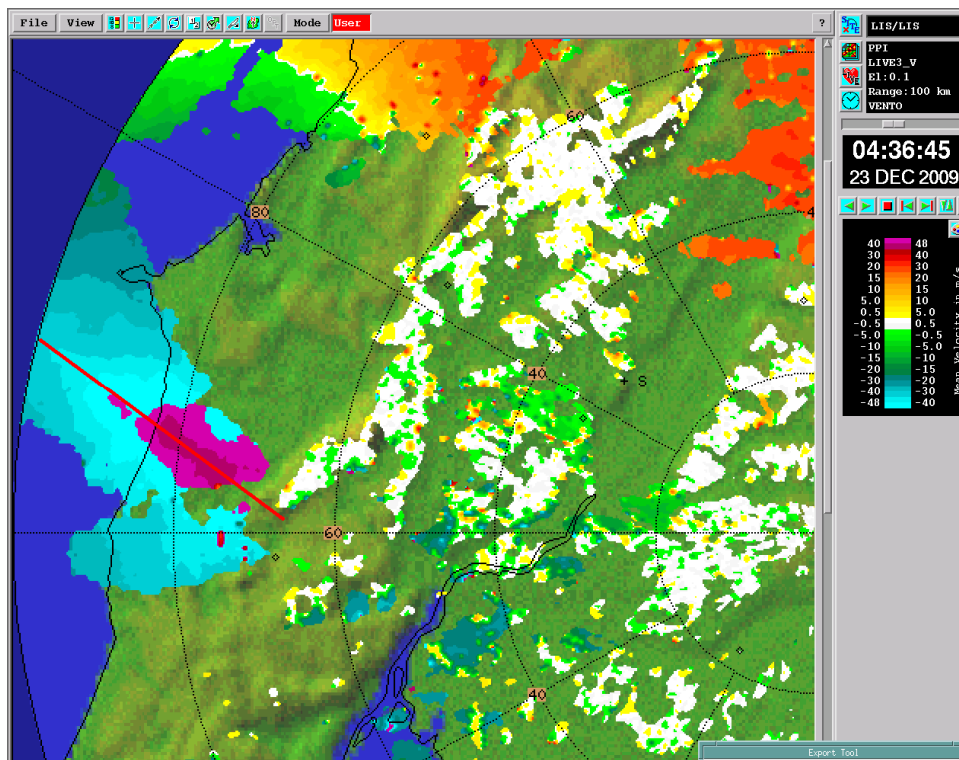 File View Mode User ?
LIS/LIS
PPI
LIVE3_V
El:0.1
Range:100 km
VENTO
04:36:45
23 DEC 2009
40 48
30 40
20 30
15 20
10 15
5.0 10
0.5 5.0
-0.5 0.5
-5.0 -0.5
-10 -5.0
-15 -10
-20 -15
-30 -20
-40 -30
-48 -40
Mean Velocity in m/s
60
80
40
S
60
40
Export Tool